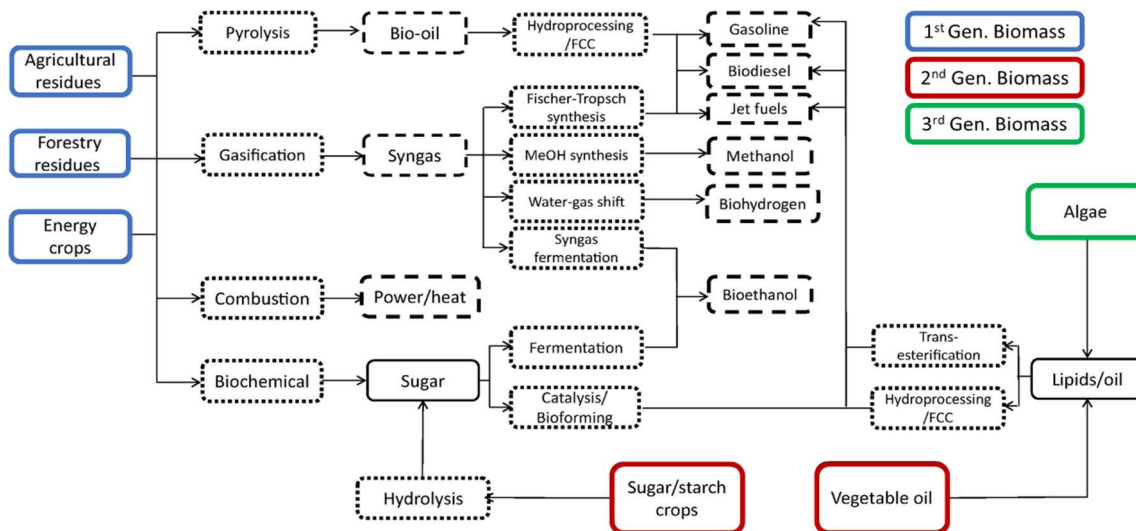 Pyrolysis
Bio-oil
Hydroprocessing
/FCC
Gasoline
1st Gen. Biomass
Agricultural
residues
Biodiesel
2nd Gen. Biomass
Fischer-Tropsch
synthesis
Jet fuels
3rd Gen. Biomass
Forestry
residues
Gasification
Syngas
MeOH synthesis
Methanol
Water-gas shift
Biohydrogen
Energy
crops
Algae
Syngas
fermentation
Combustion
Power/heat
Bioethanol
Fermentation
Trans-
esterification
Biochemical
Sugar
Lipids/oil
Catalysis/
Bioforming
Hydroprocessing
/FCC
Hydrolysis
Sugar/starch
crops
Vegetable oil